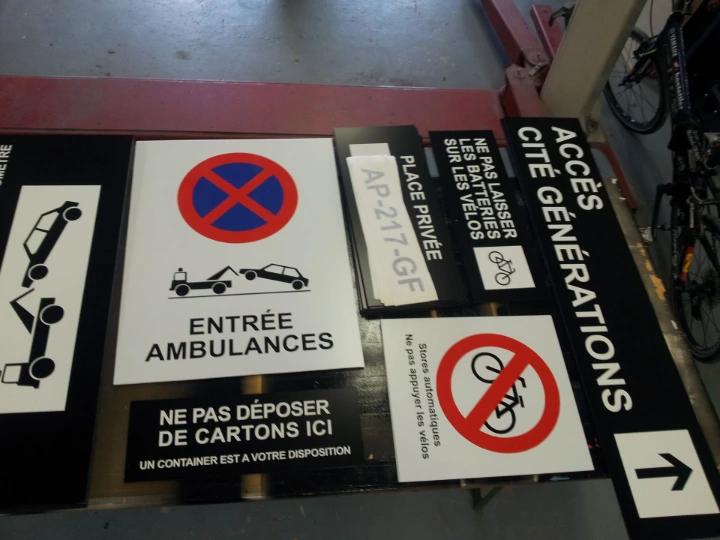 ENTRÉE
AMBULANCES
NE PAS DÉPOSER
DE CARTONS ICI
UN CONTAINER EST A VOTRE DISPOSITION
PLACE PRIVÉE
AP-217-GF
NE PAS LAISSER
LES BATTERIES
SUR LES VÉLOS
Stores automatiques
Ne pas appuyer les vélos
ACCÈS
CITÉ GÉNÉRATIONS